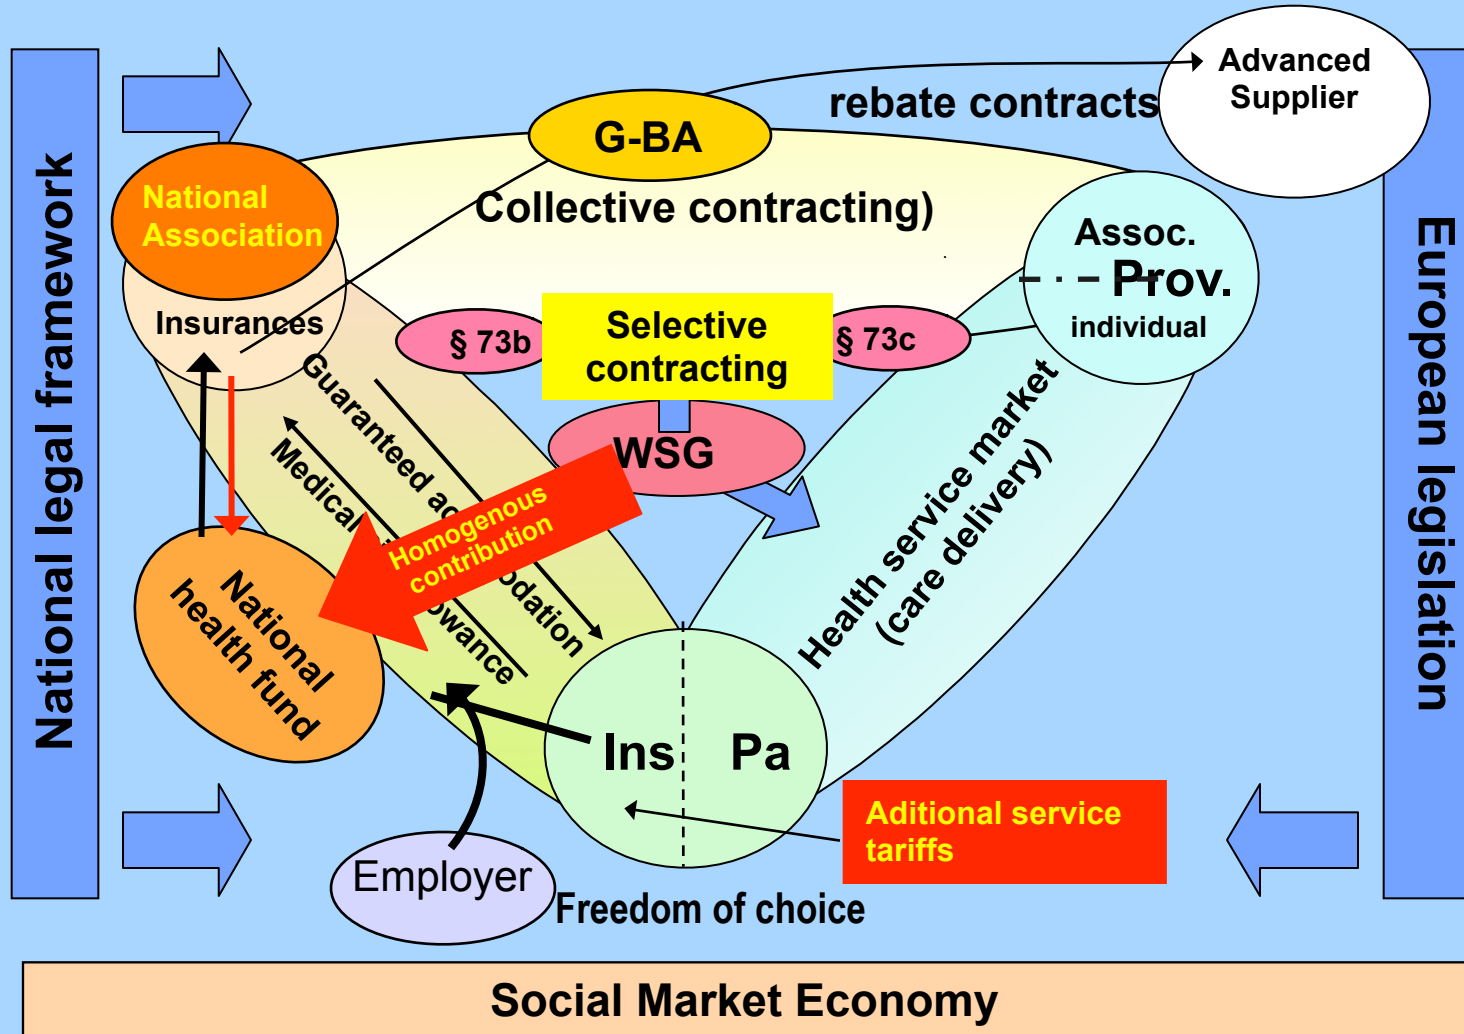 Advanced
Supplier
rebate contracts
G-BA
National
Association
Collective contracting)
Assoc.
Prov.
individual
Insurances
§ 73b
Selective
contracting
§ 73c
WSG
Guaranteed ac odation
Medical owance
Homogenous
contribution
Health service market
(care delivery)
National
health fund
Ins Pa
Aditional service
tariffs
Employer
Freedom of choice
National legal framework
European legislation
Social Market Economy